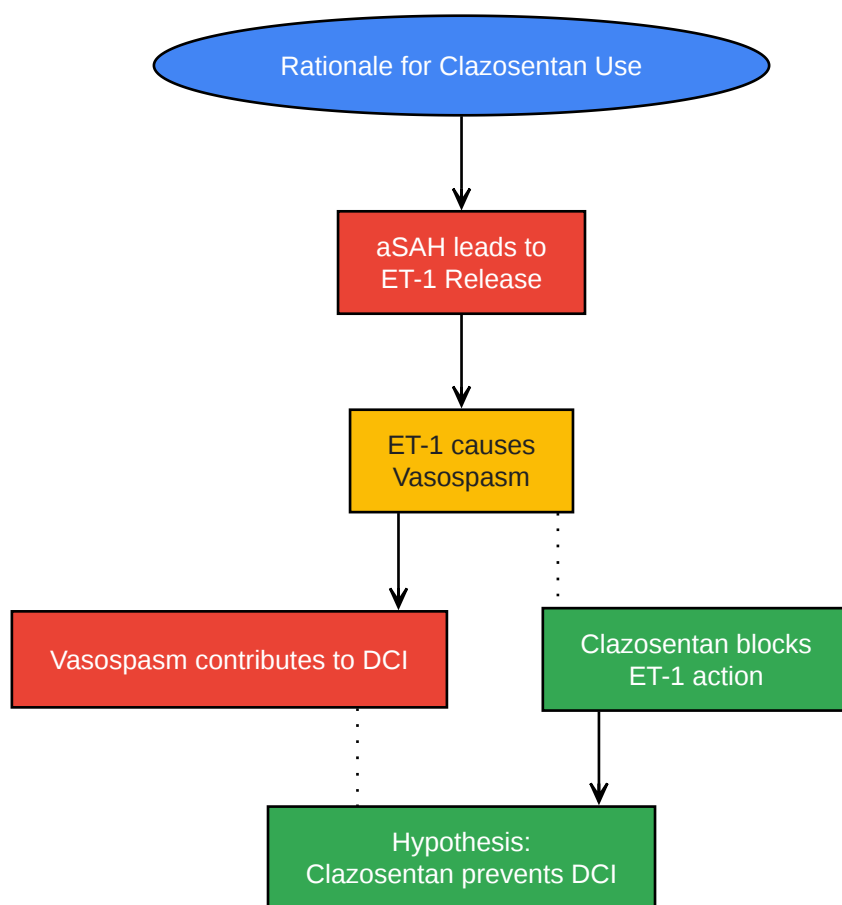 Rationale for Clazosentan Use
aSAH leads to
ET-1 Release
ET-1 causes
Vasospasm
Vasospasm contributes to DCI
Clazosentan blocks
ET-1 action
Hypothesis:
Clazosentan prevents DCI